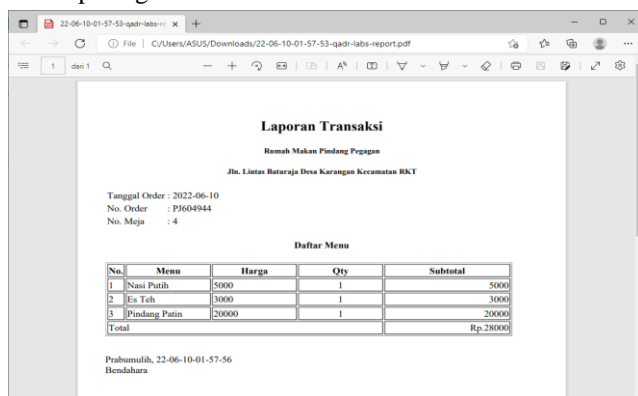 22-06-10-01-57-53-qadr-labs-re
File | C:/Users/ASUS/Downloads/22-06-10-01-57-53-qadr-labs-report.pdf
1 dari 1
Laporan Transaksi
Rumah Makan Pindang Pegagan
Jln. Lintas Baturaja Desa Karangan Kecamatan RKT
Tanggal Order : 2022-06-10
No. Order : PJ604944
No. Meja : 4
Daftar Menu
No. Menu Harga Qty Subtotal
1 Nasi Putih 5000 1 5000
2 Es Teh 3000 1 3000
3 Pindang Patin 20000 1 20000
Total Rp.28000
Prabumulih, 22-06-10-01-57-56
Bendahara